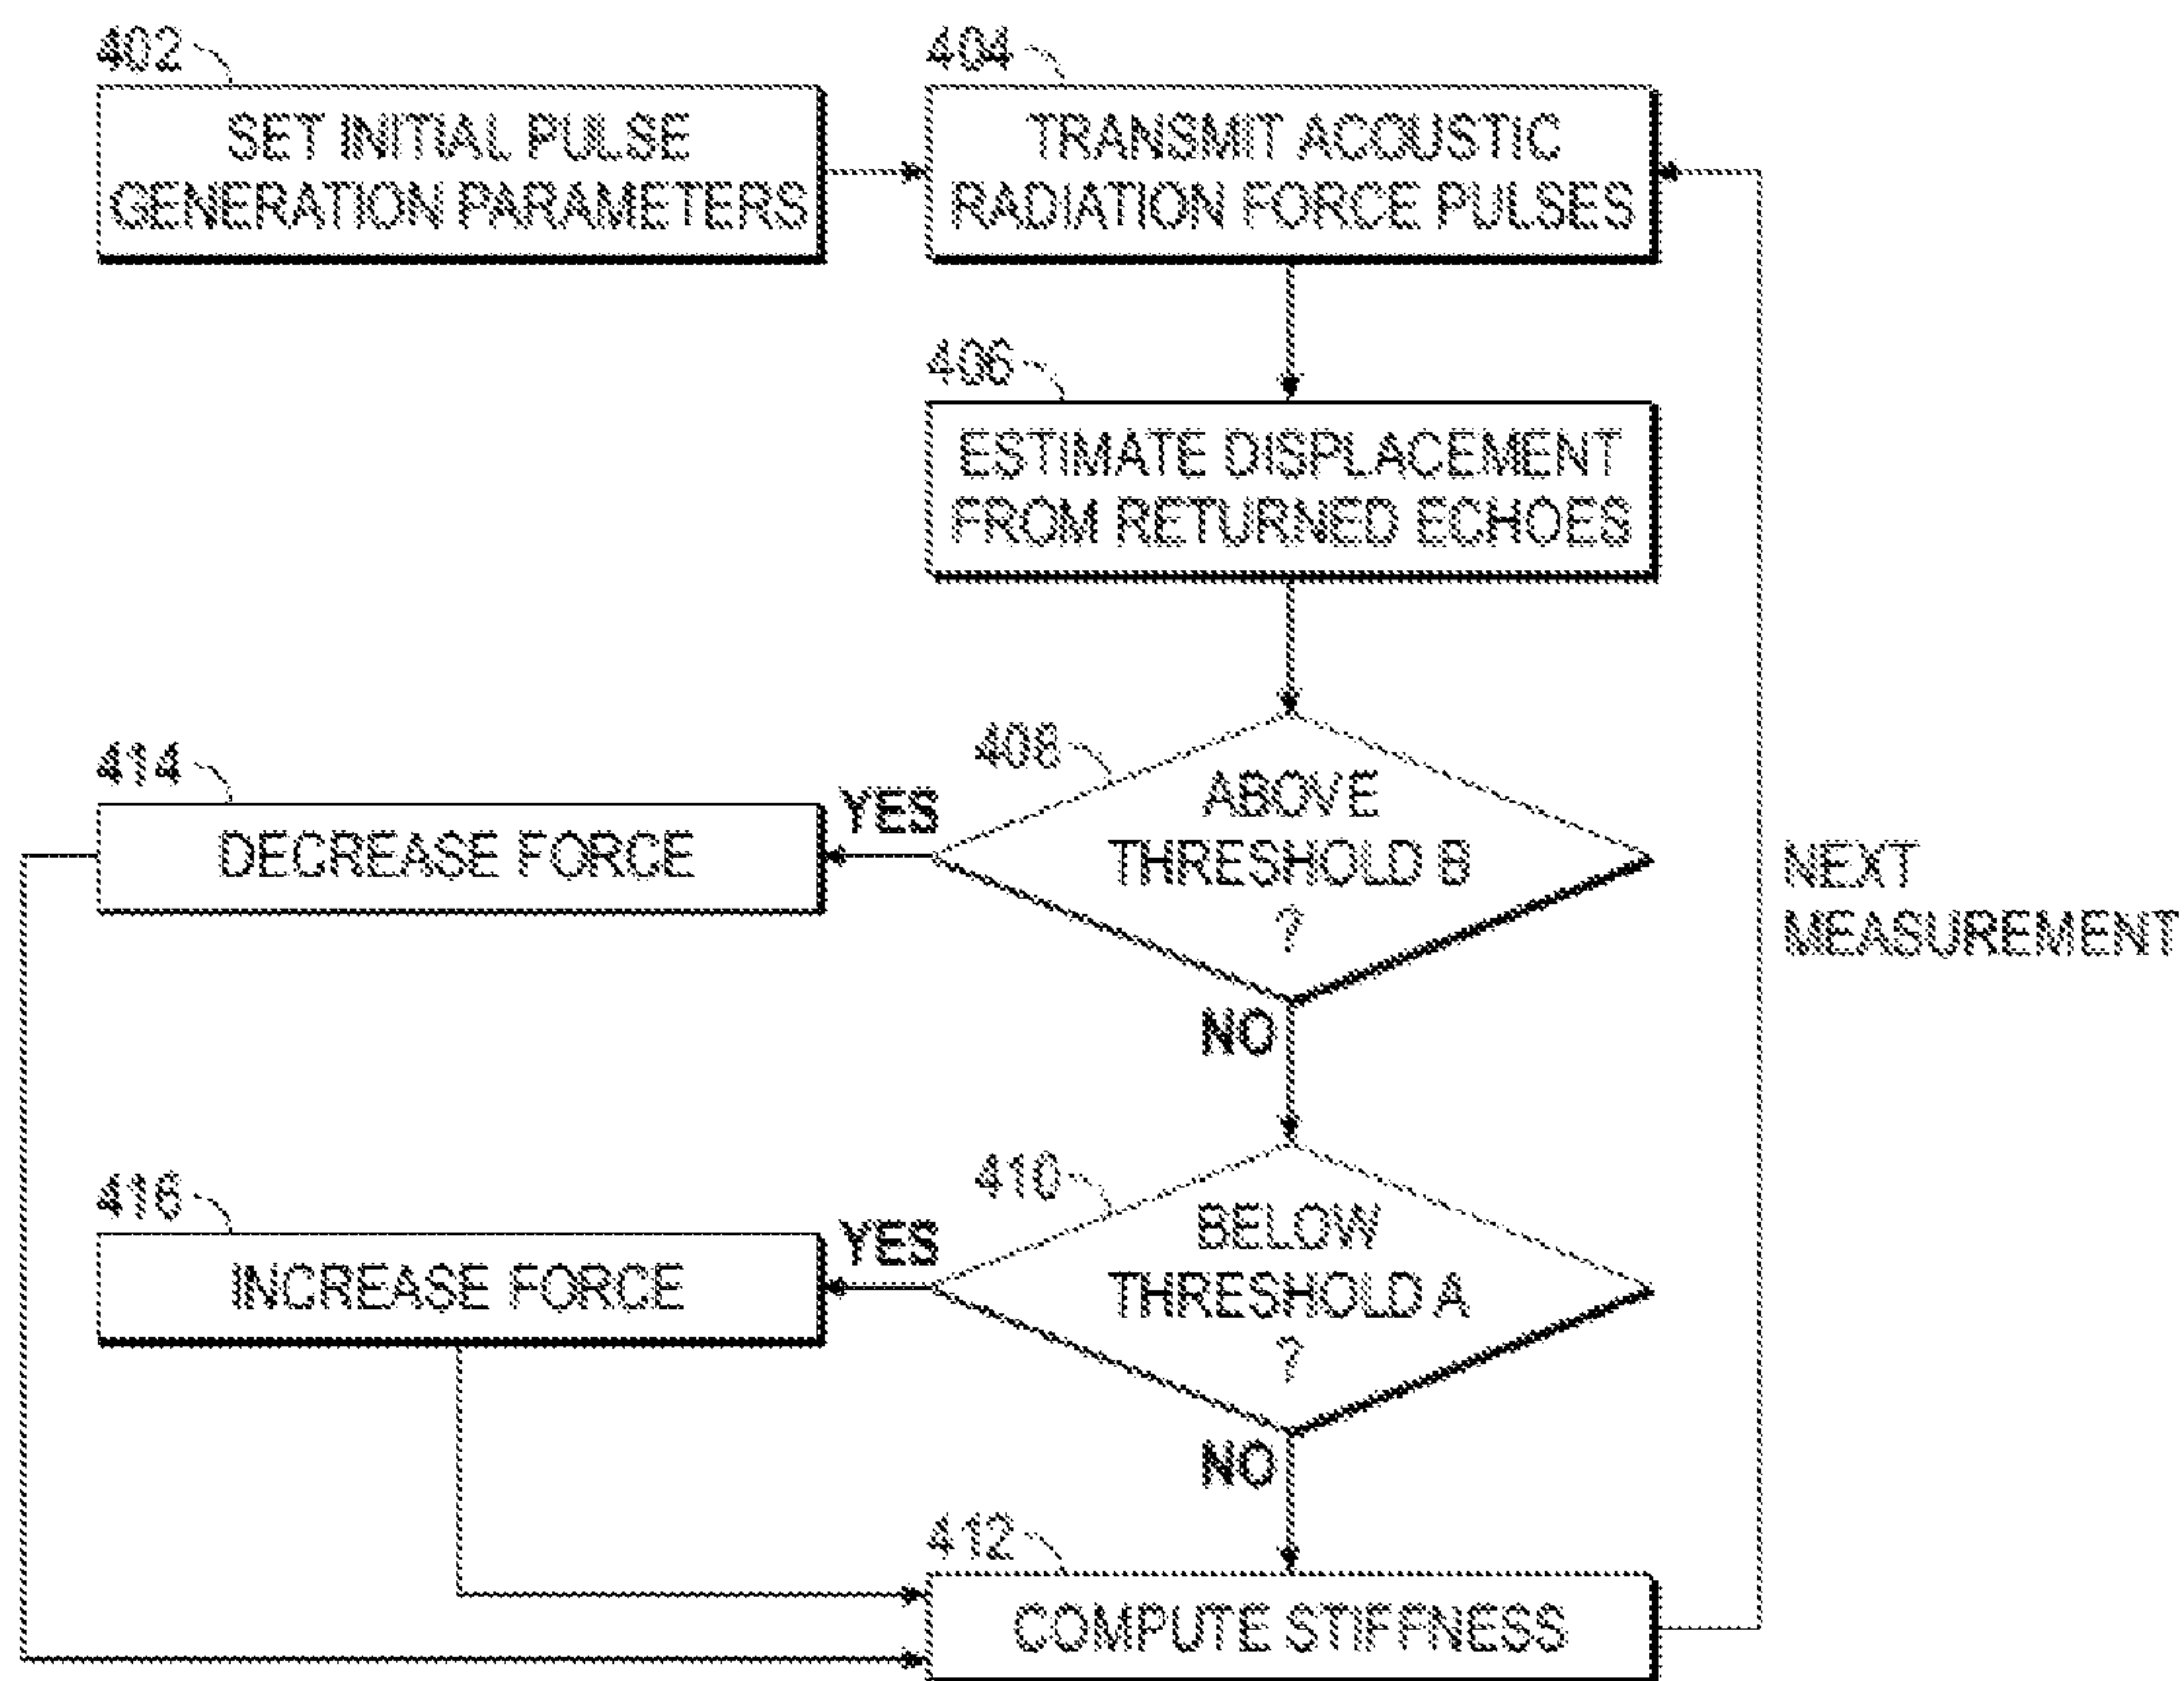 402
SET INITIAL PULSE
GENERATION PARAMETERS
404
TRANSMIT ACOUSTIC
RADIATION FORCE PULSES
406
ESTIMATE DISPLACEMENT
FROM RETURNED ECHOES
408
ABOVE
THRESHOLD B
?
YES
NO
414
DECREASE FORCE
NEXT
MEASUREMENT
410
BELOW
THRESHOLD A
?
YES
NO
416
INCREASE FORCE
412
COMPUTE STIFFNESS